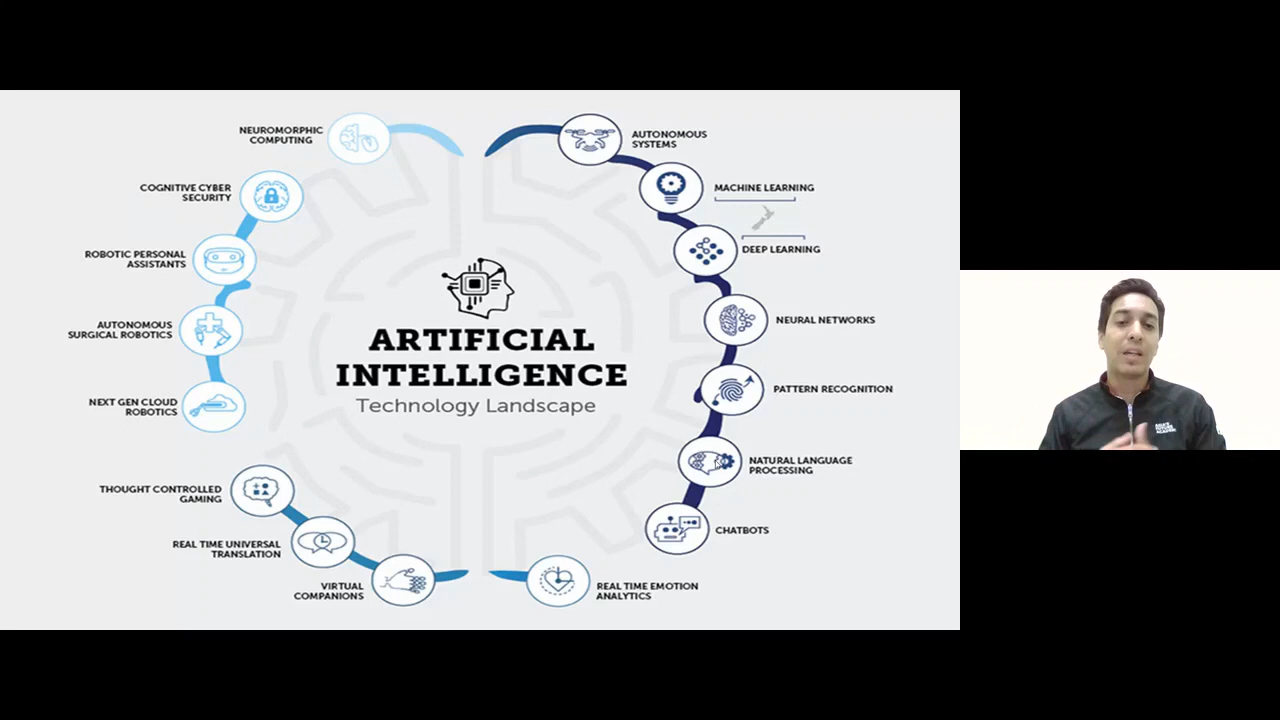 NEUROMORPHIC
COMPUTING
COGNITIVE CYBER
SECURITY
ROBOTIC PERSONAL
ASSISTANTS
AUTONOMOUS
SURGICAL ROBOTICS
NEXT GEN CLOUD
ROBOTICS
THOUGHT CONTROLLED
GAMING
REAL TIME UNIVERSAL
TRANSLATION
VIRTUAL
COMPANIONS
ARTIFICIAL
INTELLIGENCE
Technology Landscape
AUTONOMOUS
SYSTEMS
MACHINE LEARNING
DEEP LEARNING
NEURAL NETWORKS
PATTERN RECOGNITION
NATURAL LANGUAGE
PROCESSING
CHATBOTS
REAL TIME EMOTION
ANALYTICS